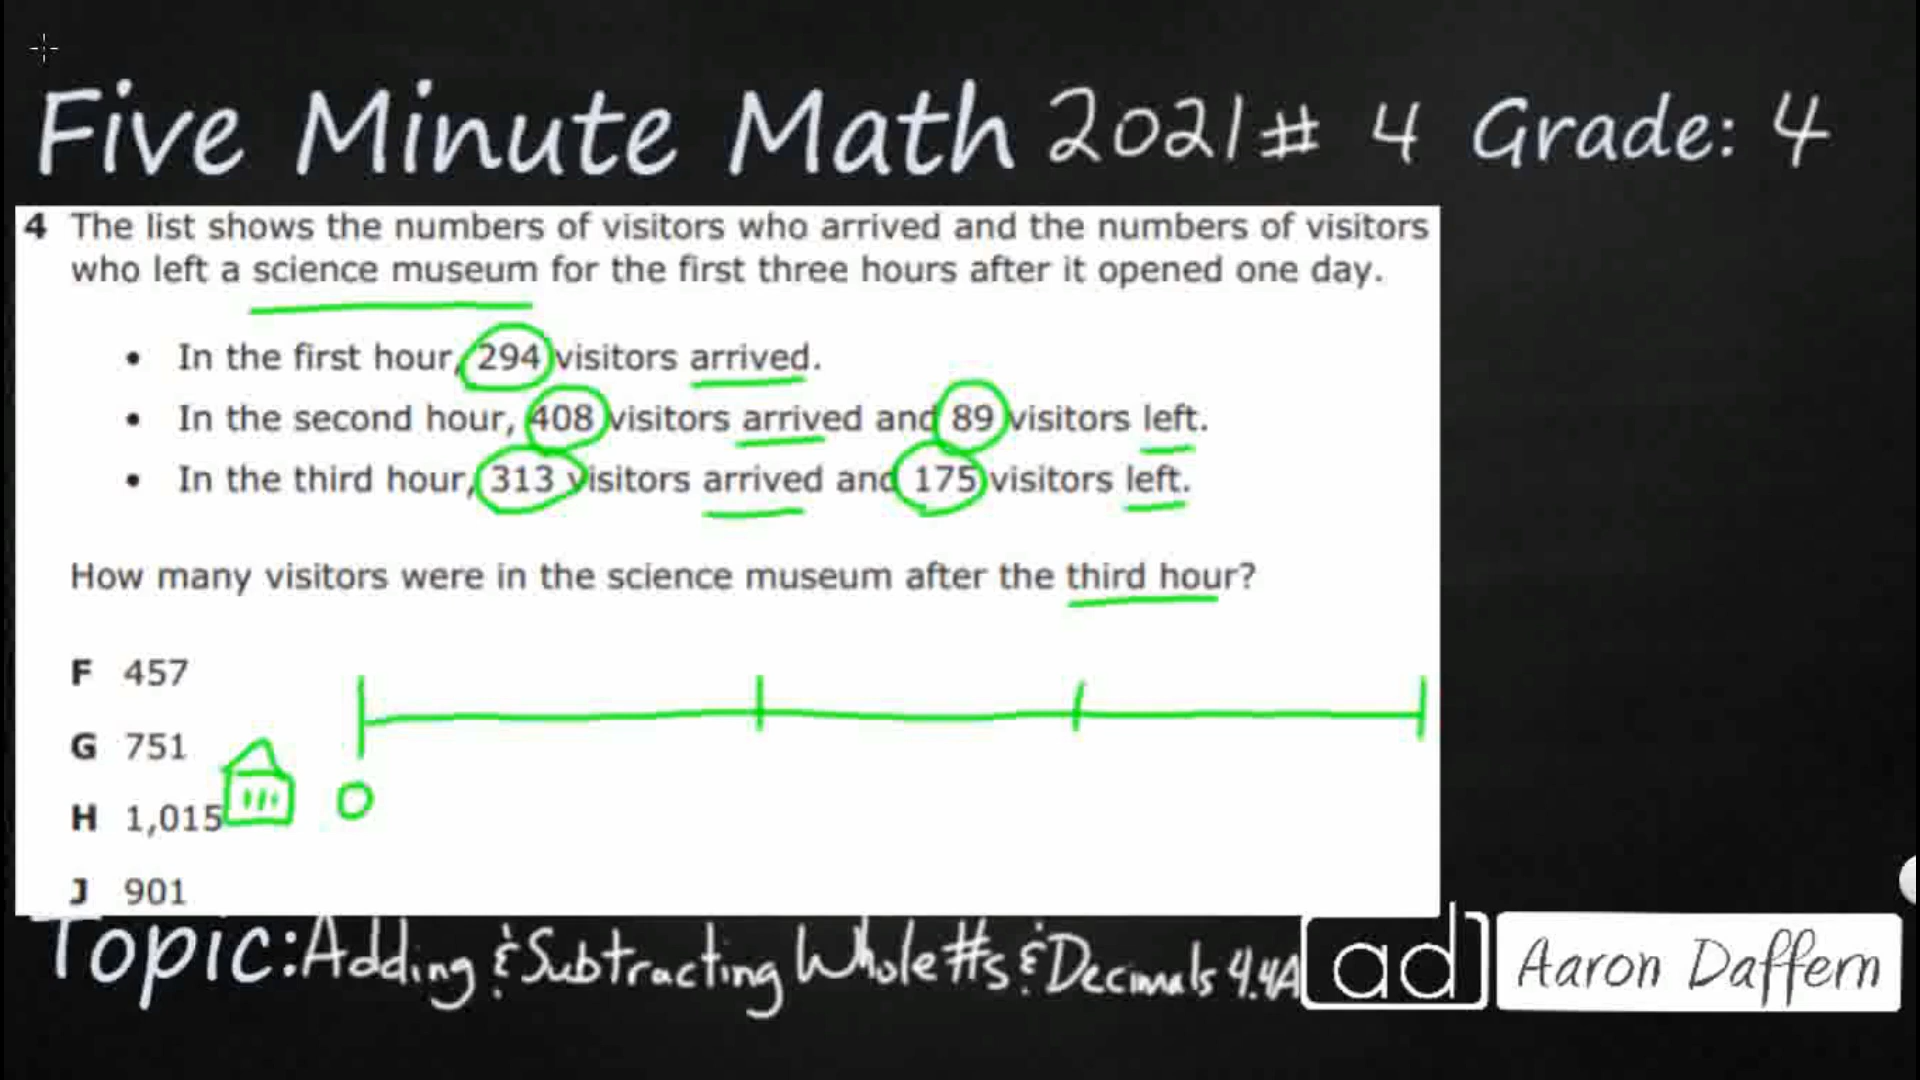 Five Minute Math 2021 # 4 Grade: 4
4 The list shows the numbers of visitors who arrived and the numbers of visitors
who left a science museum for the first three hours after it opened one day.
• In the first hour, 294 visitors arrived.
• In the second hour, 408 visitors arrived and 89 visitors left.
• In the third hour, 313 visitors arrived and 175 visitors left.
How many visitors were in the science museum after the third hour?
F 457
G 751
H 1,015
0
J 901
Topic: Adding & Subtracting Whole #s & Decimals 4.4A
ad Aaron Daffern